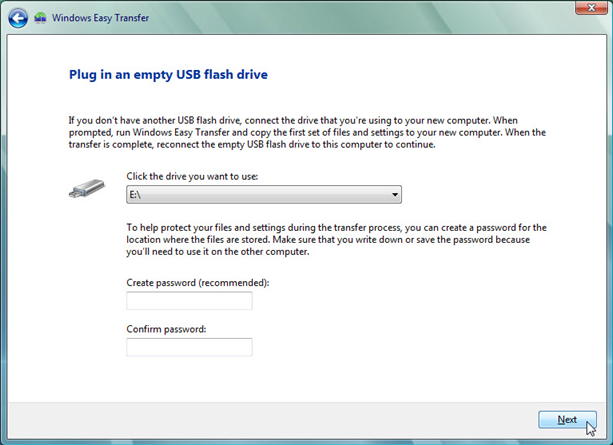 Windows Easy Transfer
Plug in an empty USB flash drive
If you don't have another USB flash drive, connect the drive that you're using to your new computer. When
prompted, run Windows Easy Transfer and copy the first set of files and settings to your new computer. When the
transfer is complete, reconnect the empty USB flash drive to this computer to continue.
Click the drive you want to use:
E:\
To help protect your files and settings during the transfer process, you can create a password for the
location where the files are stored. Make sure that you write down or save the password because
you'll need to use it on the other computer.
Create password (recommended):
Confirm password:
Next